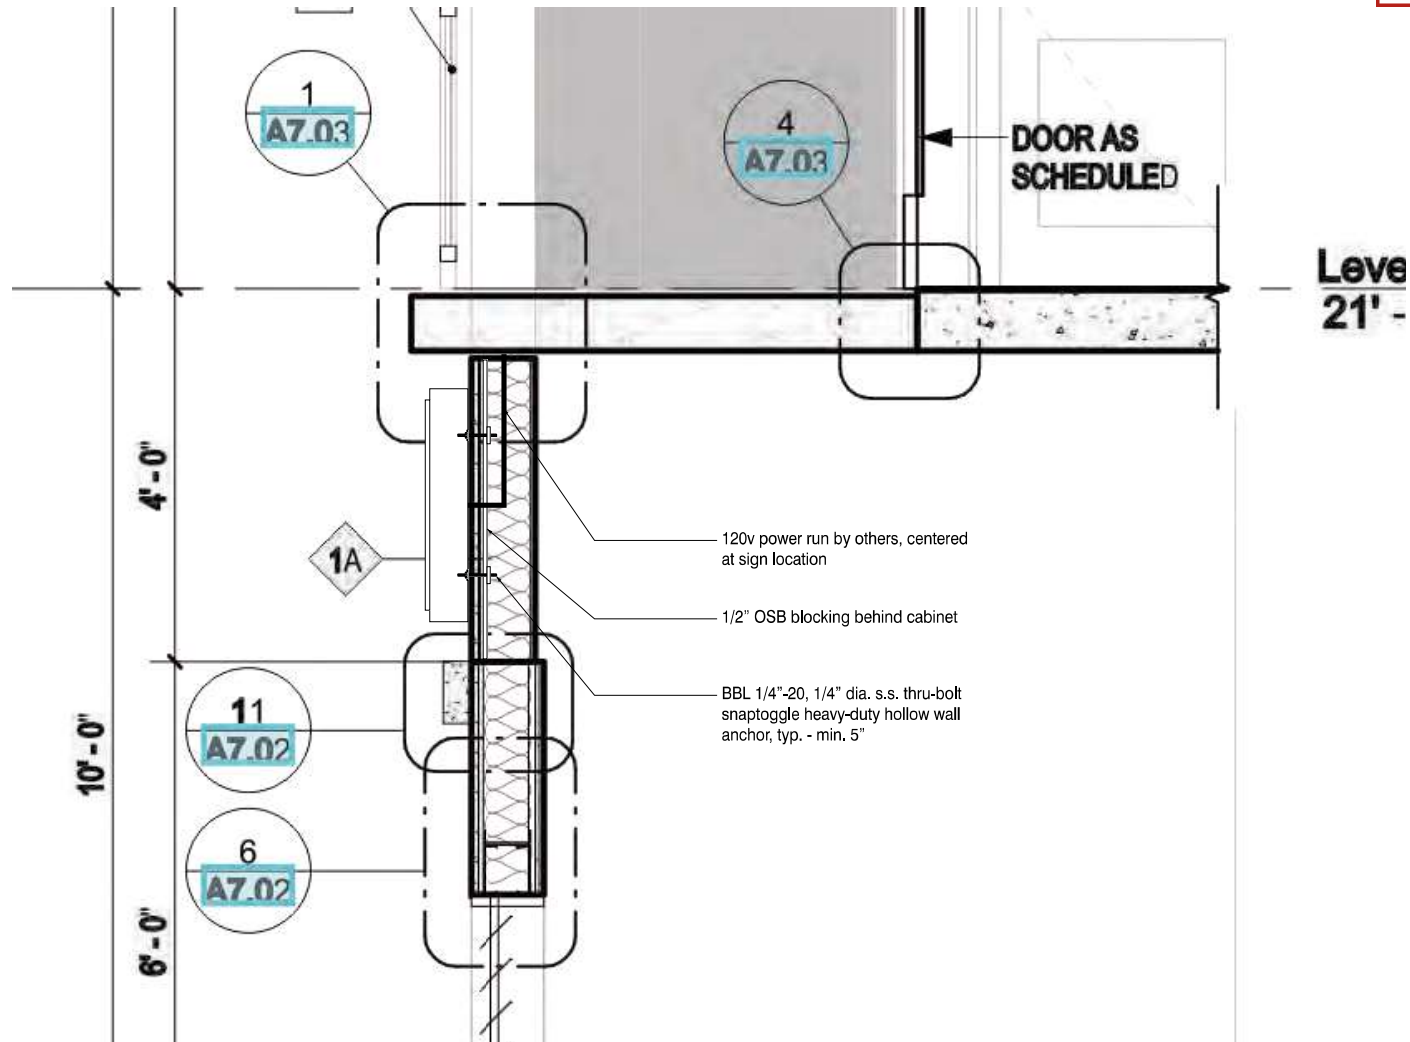 1
A7.03
4
A7.03
DOOR AS
SCHEDULED
Leve
21' -
4' - 0"
120v power run by others, centered
at sign location
1A
1/2” OSB blocking behind cabinet
BBL 1/4”-20, 1/4” dia. s.s. thru-bolt
snaptoggle heavy-duty hollow wall
anchor, typ. - min. 5”
11
A7.02
10' - 0"
6
A7.02
6' - 0"